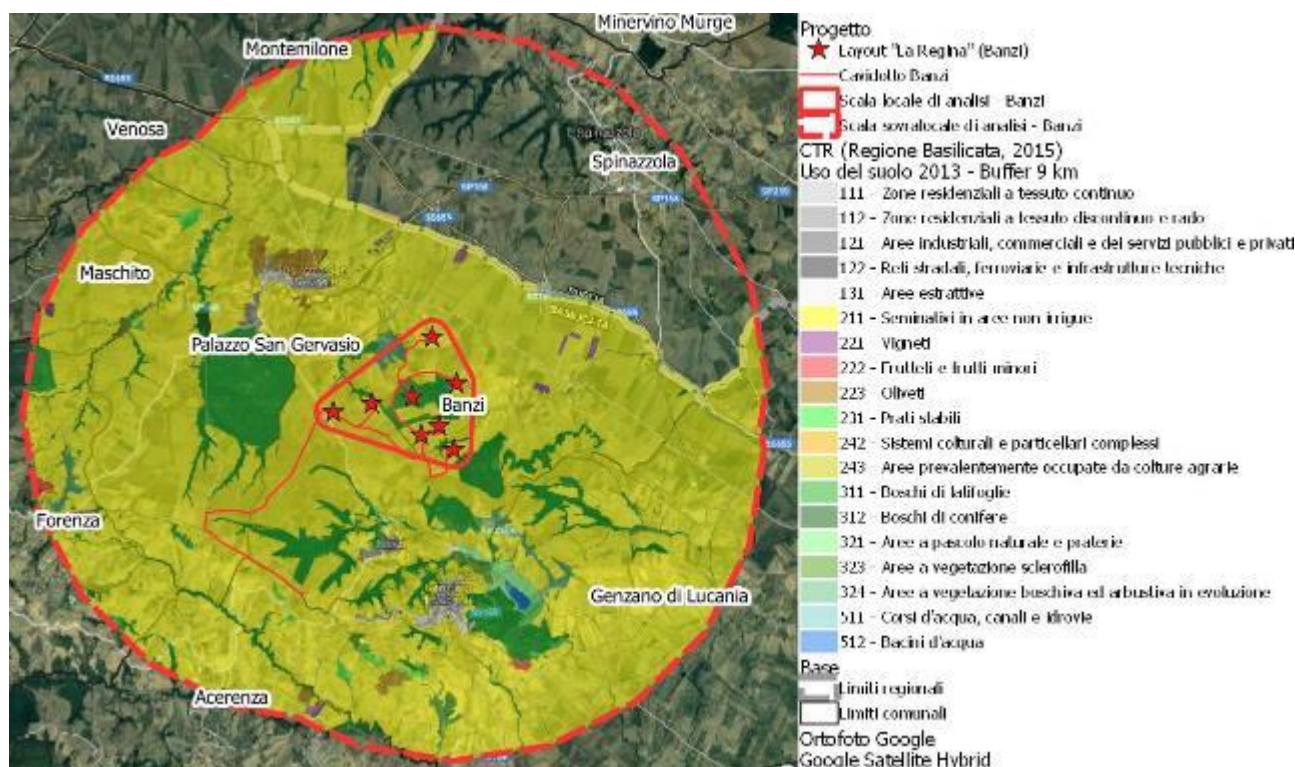 Minervino Murge
Montemilone
Venosa
Spinazzola
Spinazzola
Maschito
Palazzo San Gervasio
Banzi
Forenza
Genzano di Lucania
Acerenza
BASILICATA
Progetto
Layout "La Regina" (Banzi)
Cavidotto Banzi
Scala locale di analisi - Banzi
Scala sovralocale di analisi - Banzi
CTR (Regione Basilicata, 2015)
Uso del suolo 2013 - Buffer 9 km
111 - Zone residenziali a tessuto continuo
112 - Zone residenziali a tessuto discontinuo e rado
121 - Aree industriali, commerciali e dei servizi pubblici e privati
122 - Reti stradali, ferroviarie e infrastrutture tecniche
131 - Aree estrattive
211 - Seminativi in aree non irrigue
221 - Vigneti
222 - Frutteti e frutti minori
223 - Oliveti
231 - Prati stabili
242 - Sistemi colturali e particellari complessi
243 - Aree prevalentemente occupate da colture agrarie
311 - Boschi di latifoglie
312 - Boschi di conifere
321 - Aree a pascolo naturale e praterie
323 - Aree a vegetazione sclerofilla
324 - Aree a vegetazione boschiva ed arbustiva in evoluzione
511 - Corsi d'acqua, canali e idrovie
512 - Bacini d'acqua
Base
Limiti regionali
Limiti comunali
Ortofoto Google
Google Satellite Hybrid